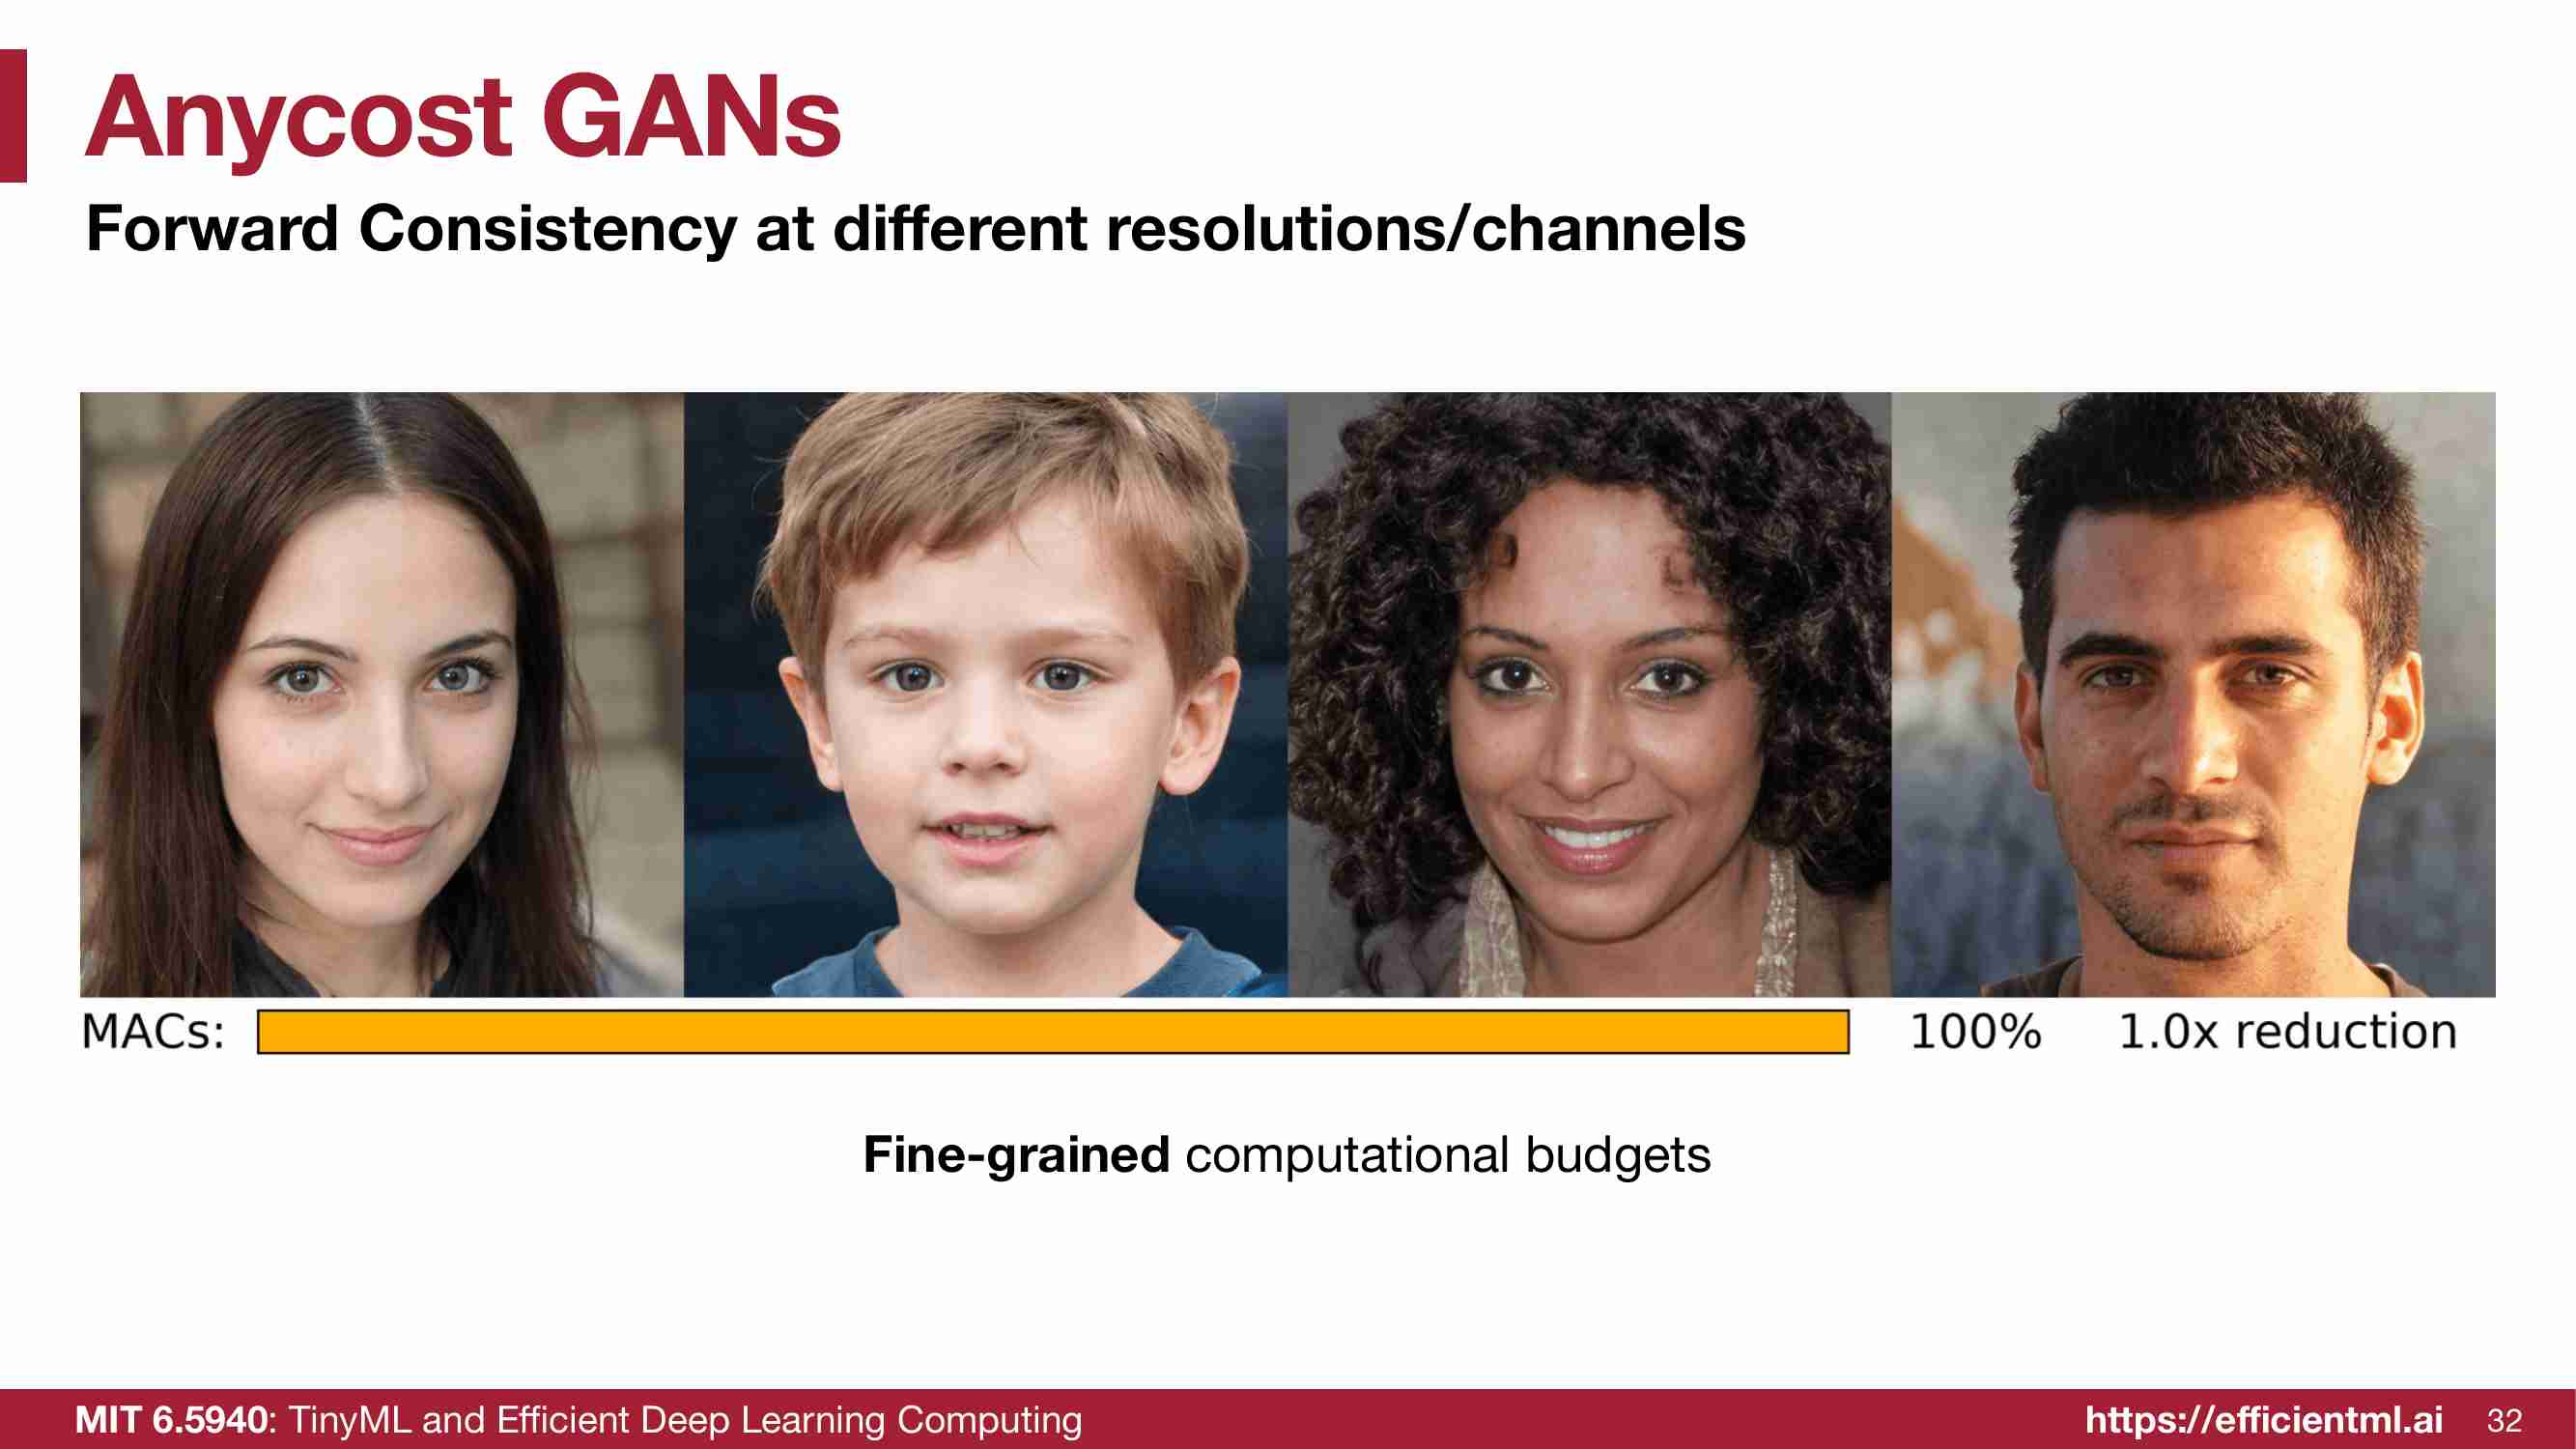 Anycost GANs
Forward Consistency at different resolutions/channels
MACs: 100% 1.0x reduction
Fine-grained computational budgets
MIT 6.5940: TinyML and Efficient Deep Learning Computing https://efficientml.ai 32